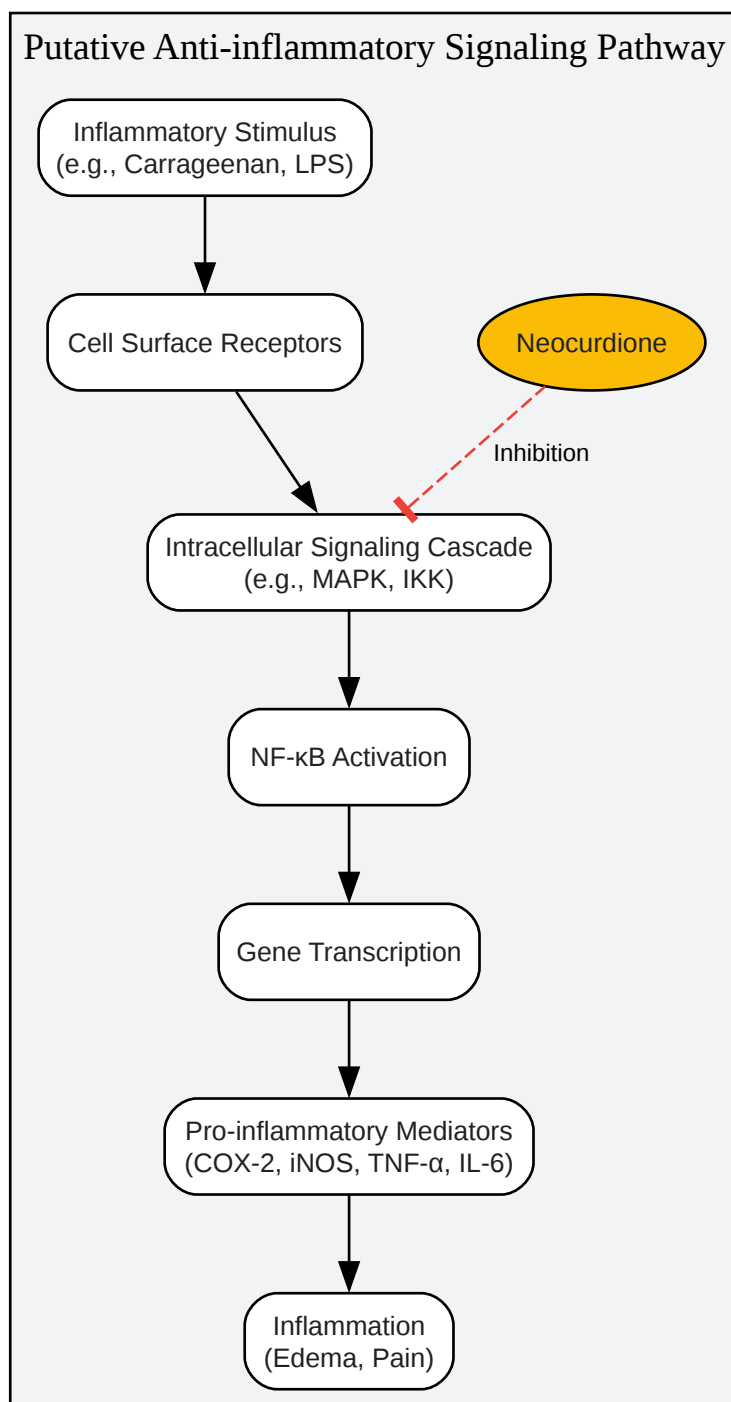 Putative Anti-inflammatory Signaling Pathway
Inflammatory Stimulus
(e.g., Carrageenan, LPS)
Cell Surface Receptors
Neocurdione
Inhibition
Intracellular Signaling Cascade
(e.g., MAPK, IKK)
NF-κB Activation
Gene Transcription
Pro-inflammatory Mediators
(COX-2, iNOS, TNF-α, IL-6)
Inflammation
(Edema, Pain)